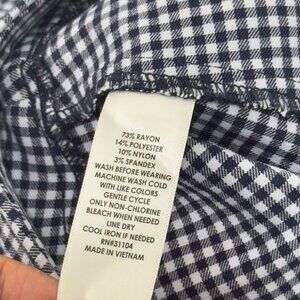 73% RAYON
14% POLYESTER
10% NYLON
3% SPANDEX
WASH BEFORE WEARING
MACHINE WASH COLD
WITH LIKE COLORS
GENTLE CYCLE
ONLY NON-CHLORINE
BLEACH WHEN NEEDED
LINE DRY
COOL IRON IF NEEDED
RN#31104
MADE IN VIETNAM